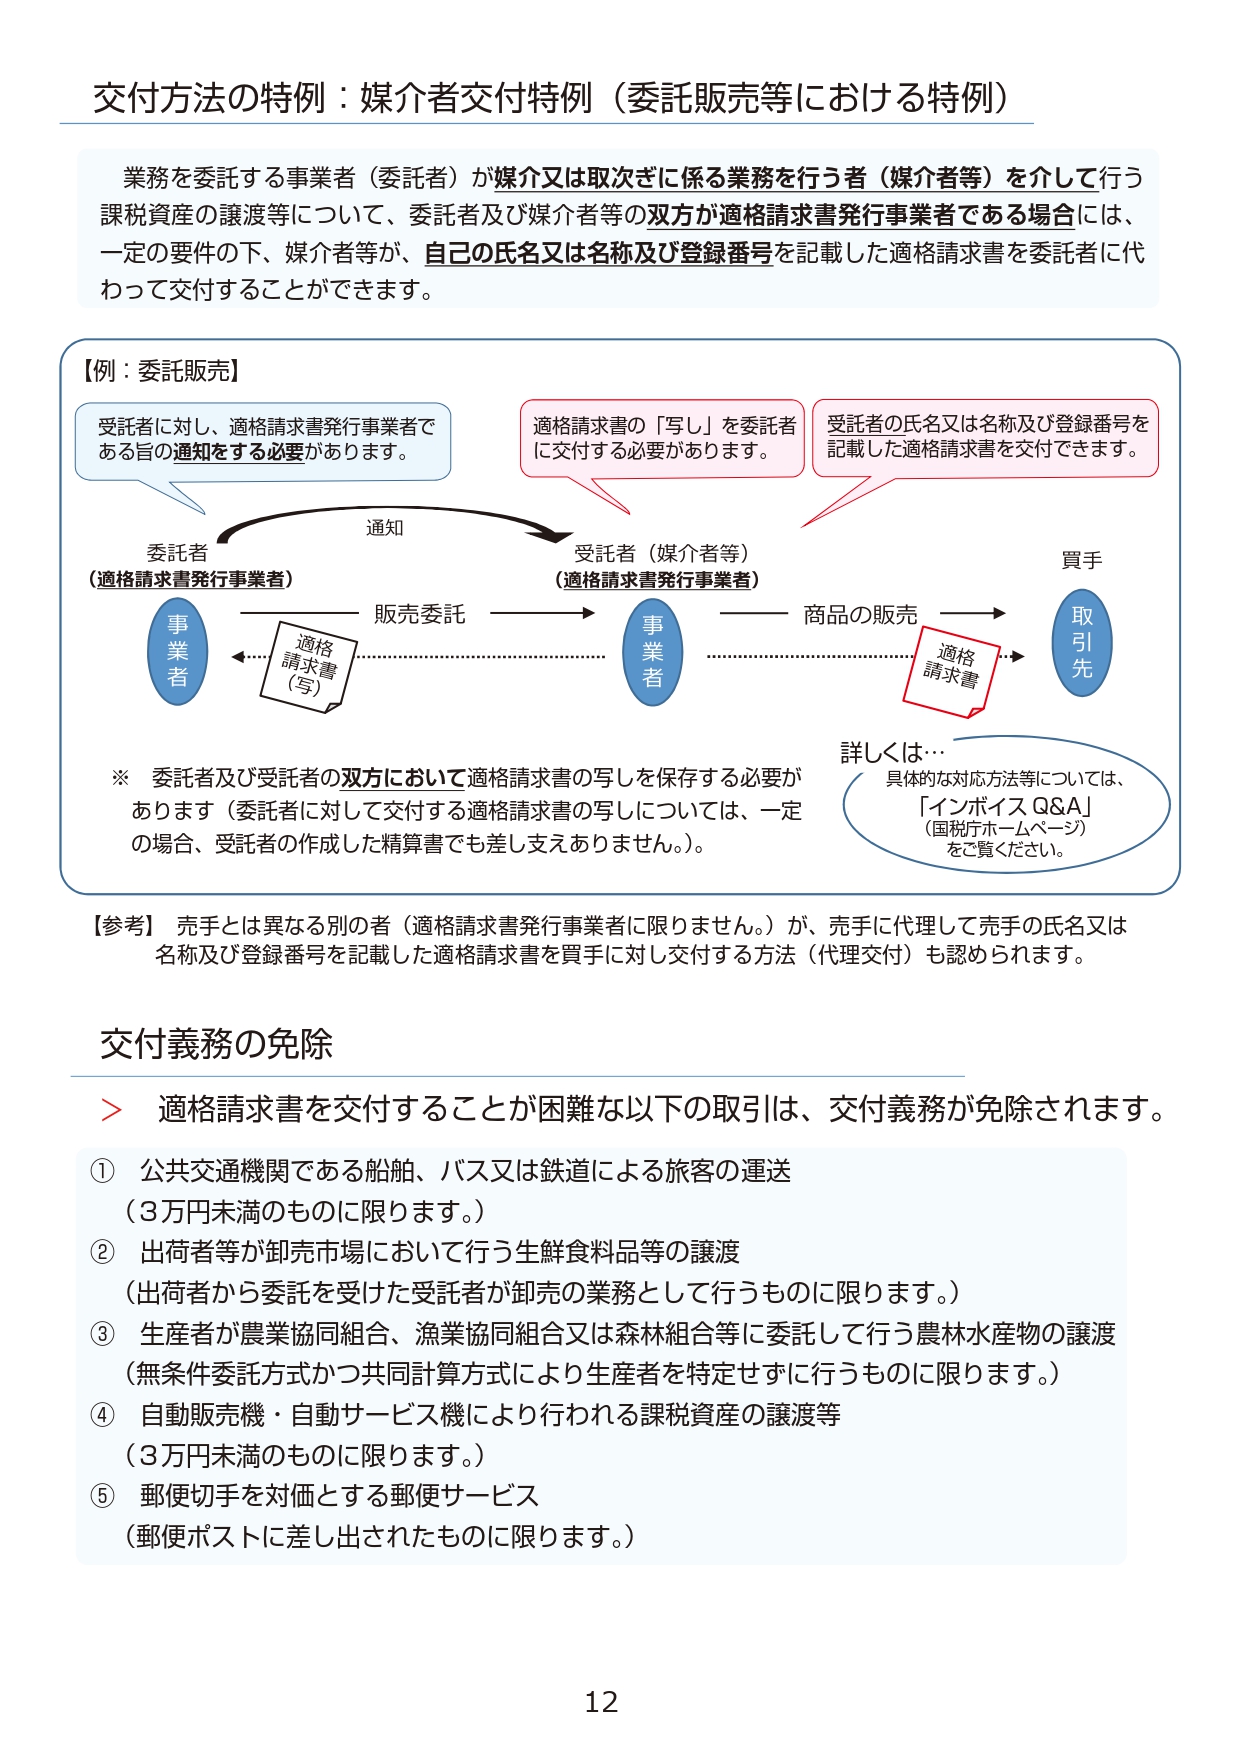 交付方法の特例：媒介者交付特例（委託販売等における特例）
業務を委託する事業者（委託者）が媒介又は取次ぎに係る業務を行う者（媒介者等）を介して行う
課税資産の譲渡等について、委託者及び媒介者等の双方が適格請求書発行事業者である場合には、
一定の要件の下、媒介者等が、自己の氏名又は名称及び登録番号を記載した適格請求書を委託者に代
わって交付することができます。
【例：委託販売】
受託者に対し、適格請求書発行事業者で
ある旨の通知をする必要があります。
適格請求書の「写し」を委託者
に交付する必要があります。
受託者の氏名又は名称及び登録番号を
記載した適格請求書を交付できます。
通知
委託者
（適格請求書発行事業者）
受託者（媒介者等）
（適格請求書発行事業者）
買手
事業者
販売委託
適格
請求書
（写）
事業者
商品の販売
適格
請求書
取引先
※　委託者及び受託者の双方において適格請求書の写しを保存する必要が
あります（委託者に対して交付する適格請求書の写しについては、一定
の場合、受託者の作成した精算書でも差し支えありません。）。
詳しくは…
具体的な対応方法等については、
「インボイス Q&A」
（国税庁ホームページ）
をご覧ください。
【参考】 売手とは異なる別の者（適格請求書発行事業者に限りません。）が、売手に代理して売手の氏名又は
名称及び登録番号を記載した適格請求書を買手に対し交付する方法（代理交付）も認められます。
交付義務の免除
＞　適格請求書を交付することが困難な以下の取引は、交付義務が免除されます。
①　公共交通機関である船舶、バス又は鉄道による旅客の運送
（３万円未満のものに限ります。）
②　出荷者等が卸売市場において行う生鮮食料品等の譲渡
（出荷者から委託を受けた受託者が卸売の業務として行うものに限ります。）
③　生産者が農業協同組合、漁業協同組合又は森林組合等に委託して行う農林水産物の譲渡
（無条件委託方式かつ共同計算方式により生産者を特定せずに行うものに限ります。）
④　自動販売機・自動サービス機により行われる課税資産の譲渡等
（３万円未満のものに限ります。）
⑤　郵便切手を対価とする郵便サービス
（郵便ポストに差し出されたものに限ります。）
12